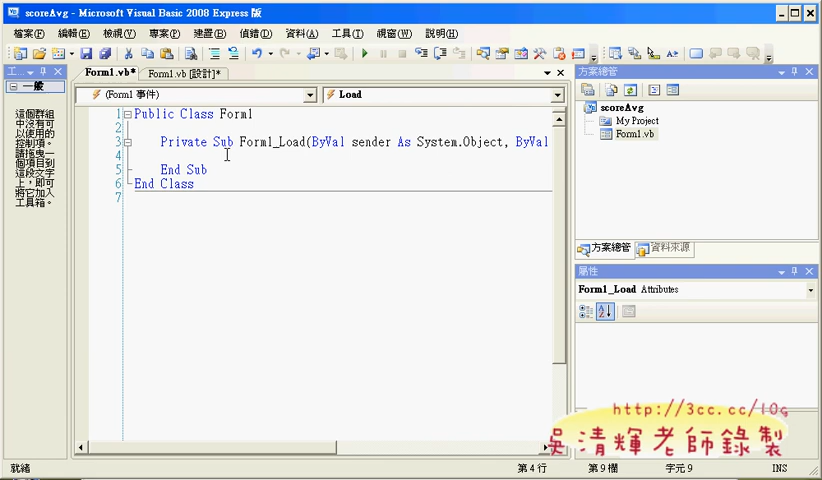 scoreAvg - Microsoft Visual Basic 2008 Express 版
檔案(F) 編輯(E) 檢視(V) 專案(P) 建置(B) 偵錯(D) 資料(A) 工具(T) 視窗(W) 說明(H)
工...
Form1.vb*
Form1.vb [設計]*
方案總管
一般
(Form1 事件)
Load
這個群組
中沒有可
以使用的
控制項。
請拖曳一
個項目到
這段文字
上，即可
將它加入
工具箱。
1 Public Class Form1
2
3 Private Sub Form1_Load(ByVal sender As System.Object, ByVal
4
5 End Sub
6 End Class
7
scoreAvg
My Project
Form1.vb
方案總管
資料來源
屬性
Form1_Load Attributes
http://3cc.cc/10g
吳清輝老師錄製
就緒
第 4 行
第 9 欄
字元 9
INS